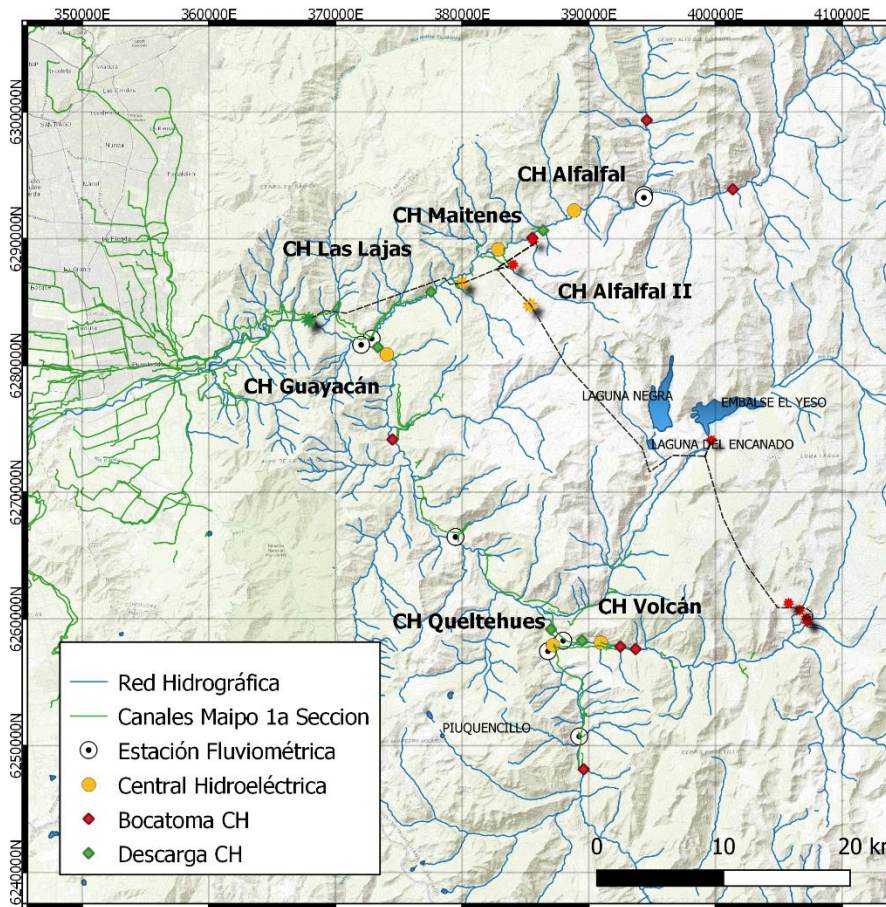 350000E 360000E 370000E 380000E 390000E 400000E 410000E
6300000N
6290000N
6280000N
6270000N
6260000N
6250000N
6240000N
SANTIAGO
CH Alfalfal
CH Maitenes
CH Las Lajas
CH Alfalfal II
CH Guayacán
LAGUNA NEGRA
EMBALSE EL YESO
LAGUNA DEL ENCANADO
CH Volcán
CH Queltehues
PIUQUENCILLO
Red Hidrográfica
Canales Maipo 1a Seccion
Estación Fluviométrica
Central Hidroeléctrica
Bocatoma CH
Descarga CH
0 10 20 km